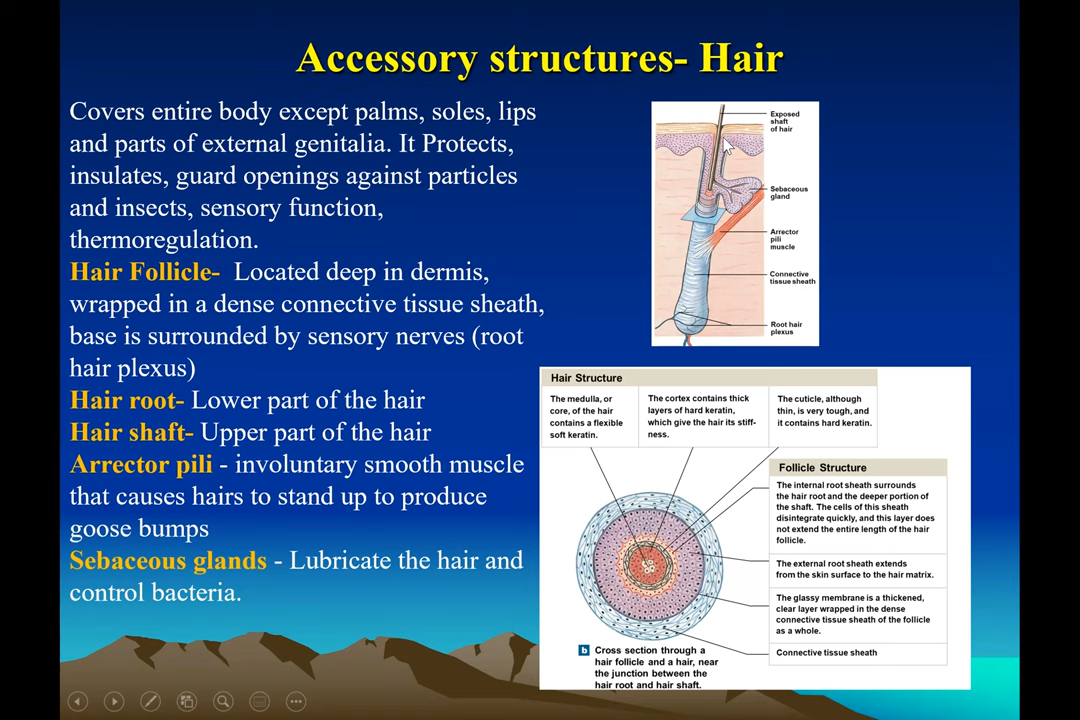 Accessory structures- Hair
Covers entire body except palms, soles, lips
and parts of external genitalia. It Protects,
insulates, guard openings against particles
and insects, sensory function,
thermoregulation.
Hair Follicle- Located deep in dermis,
wrapped in a dense connective tissue sheath,
base is surrounded by sensory nerves (root
hair plexus)
Hair root- Lower part of the hair
Hair shaft- Upper part of the hair
Arrector pili - involuntary smooth muscle
that causes hairs to stand up to produce
goose bumps
Sebaceous glands - Lubricate the hair and
control bacteria.
Exposed
shaft
of hair
Sebaceous
gland
Arrector
pili
muscle
Connective
tissue sheath
Root hair
plexus
Hair Structure
The medulla, or
core, of the hair
contains a flexible
soft keratin.
The cortex contains thick
layers of hard keratin,
which give the hair its stiff-
ness.
The cuticle, although
thin, is very tough, and
it contains hard keratin.
Follicle Structure
The internal root sheath surrounds
the hair root and the deeper portion of
the shaft. The cells of this sheath
disintegrate quickly, and this layer does
not extend the entire length of the hair
follicle.
The external root sheath extends
from the skin surface to the hair matrix.
The glassy membrane is a thickened,
clear layer wrapped in the dense
connective tissue sheath of the follicle
as a whole.
Connective tissue sheath
b Cross section through a
hair follicle and a hair, near
the junction between the
hair root and hair shaft.